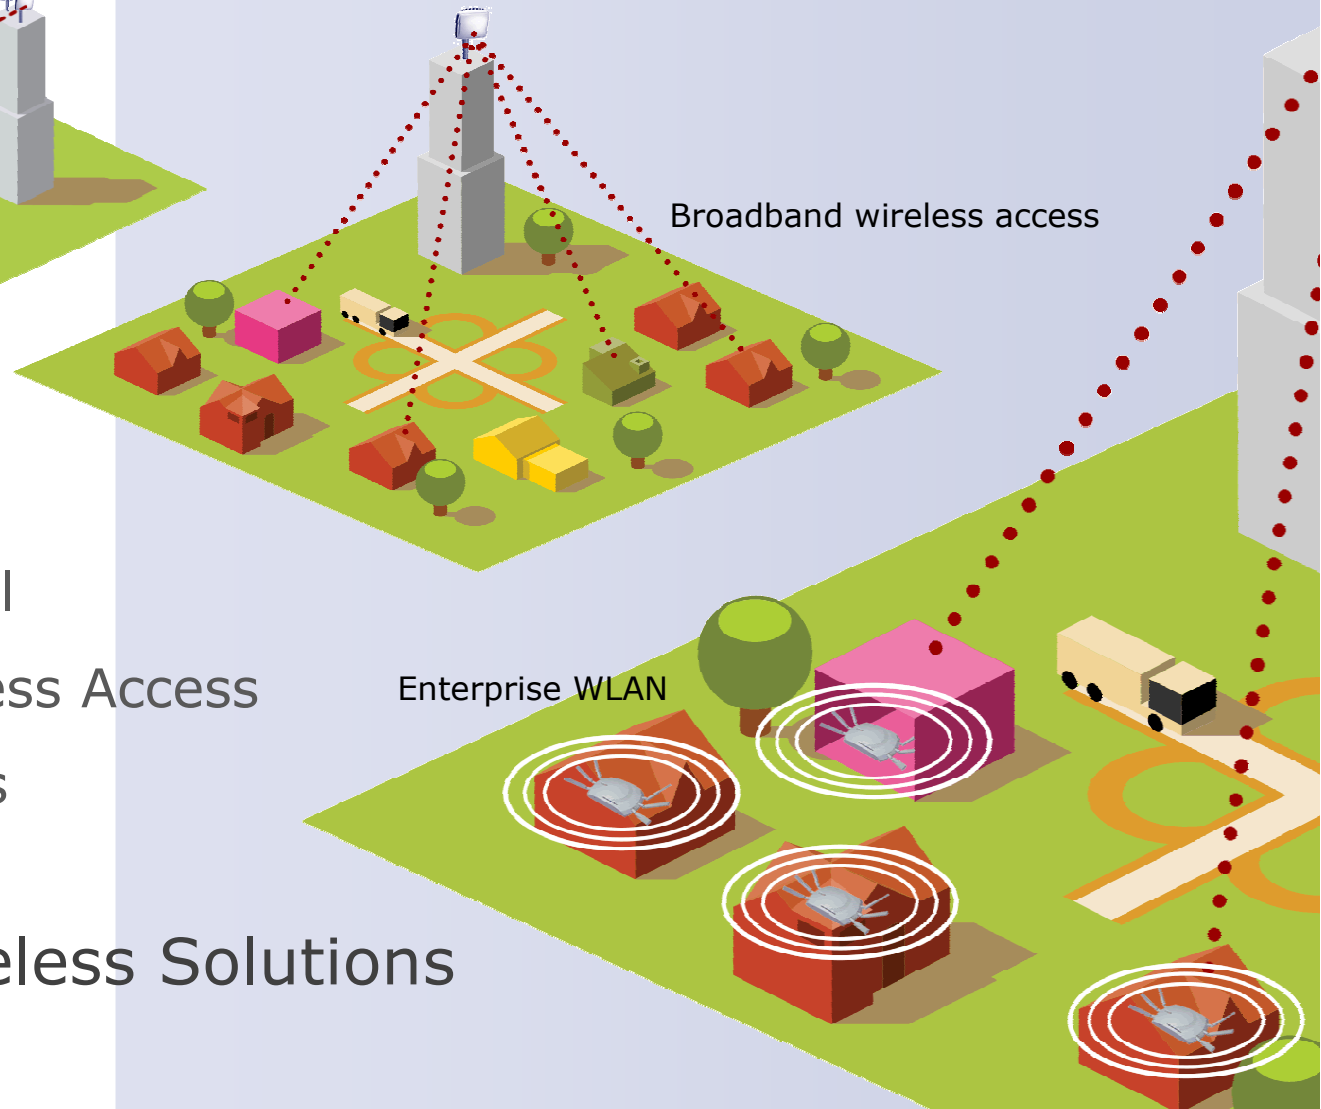 Broadband wireless access
l
ess Access
Enterprise WLAN
s
eless Solutions